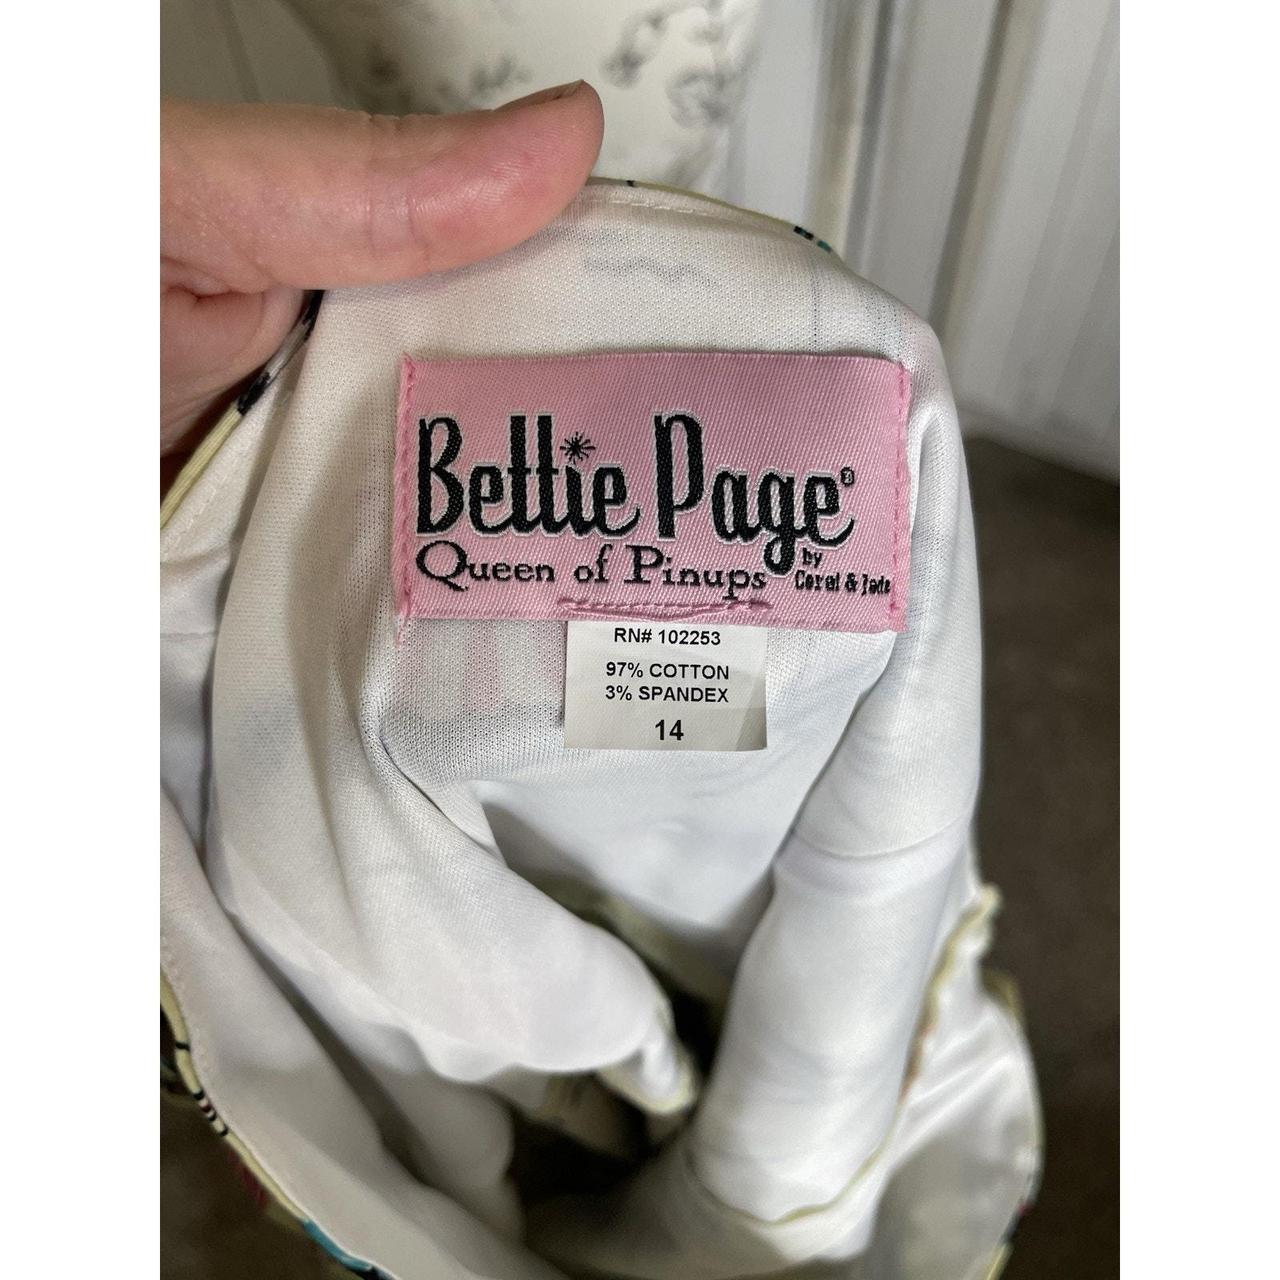 Bettie Page®
Queen of Pinups
by
Coral & Jade
RN# 102253
97% COTTON
3% SPANDEX
14